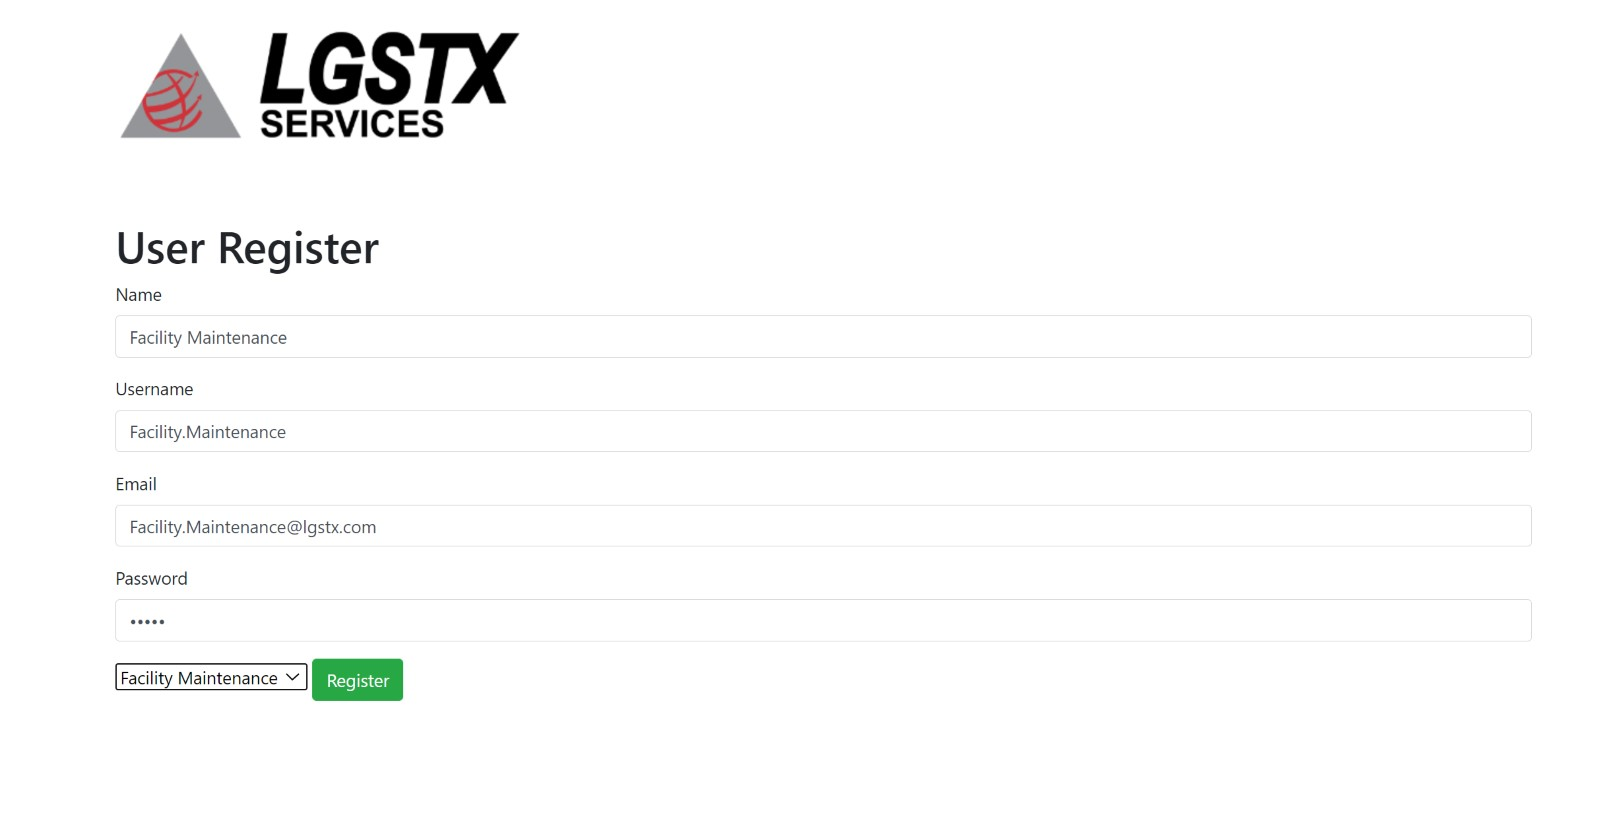 LGSTX
SERVICES
User Register
Name
Facility Maintenance
Username
Facility.Maintenance
Email
Facility.Maintenance@lgstx.com
Password
•••••
Facility Maintenance Register